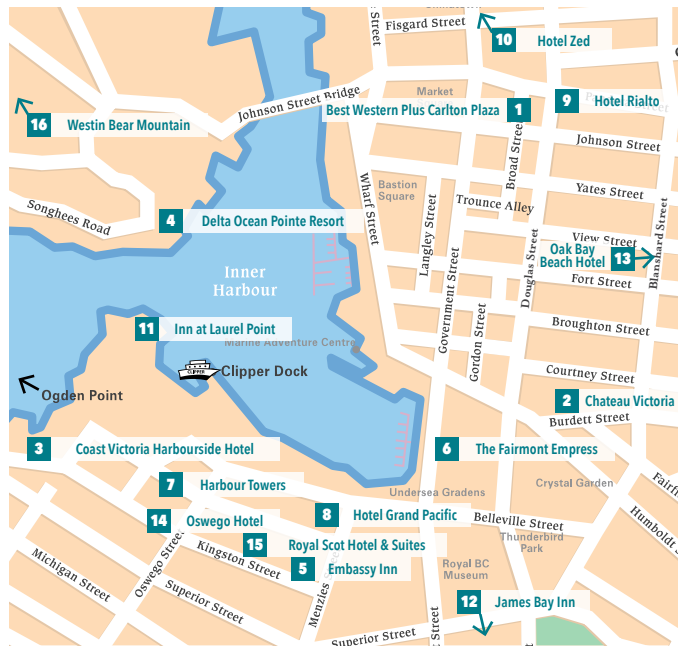 Fisgard Street
Street
10 Hotel Zed
Market
9 Hotel Rialto
Johnson Street Bridge
Best Western Plus Carlton Plaza 1
16 Westin Bear Mountain
Johnson Street
Broad Street
Bastion
Square
Yates Street
Trounce Alley
Songhees Road
4 Delta Ocean Pointe Resort
Wharf Street
Langley Street
View Street
Oak Bay
Beach Hotel 13
Blanshard Street
Inner
Harbour
Fort Street
Douglas Street
Government Street
Gordon Street
11 Inn at Laurel Point
Marine Adventure Centre
Broughton Street
CLIPPER
Clipper Dock
Courtney Street
Ogden Point
2 Chateau Victoria
Burdett Street
3 Coast Victoria Harbourside Hotel
6 The Fairmont Empress
7 Harbour Towers
Undersea Gradens
Crystal Garden
14 Oswego Hotel
8 Hotel Grand Pacific
Belleville Street
Humboldt S
15 Royal Scot Hotel & Suites
Thunderbird
Park
Kingston Street
Oswego Street
5 Embassy Inn
Royal BC
Museum
Michigan Street
Superior Street
Menzies S
12 James Bay Inn
Superior Street
Street